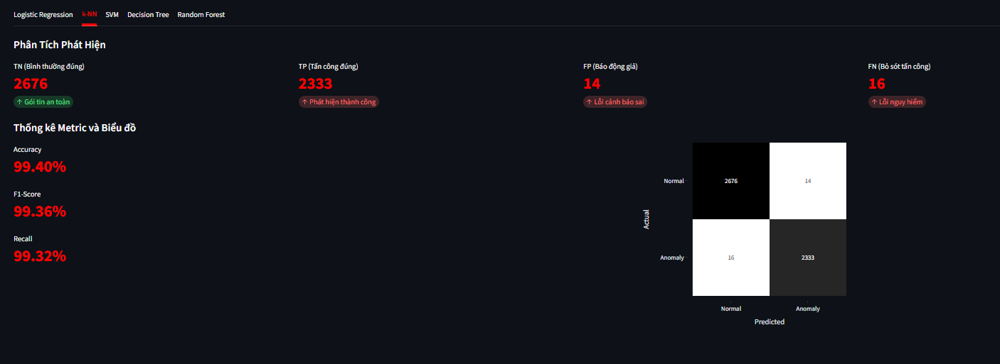 Logistic Regression k-NN SVM Decision Tree Random Forest
Phân Tích Phát Hiện
TN (Bình thường đúng) TP (Tấn công đúng) FP (Báo động giả) FN (Bỏ sót tấn công)
2676 2333 14 16
↑ Gói tin an toàn ↑ Phát hiện thành công ↑ Lỗi cảnh báo sai ↑ Lỗi nguy hiểm
Thống kê Metric và Biểu đồ
Accuracy
99.40%
F1-Score
99.36%
Recall
99.32%
Actual
Normal 2676 14
Anomaly 16 2333
Normal Anomaly
Predicted